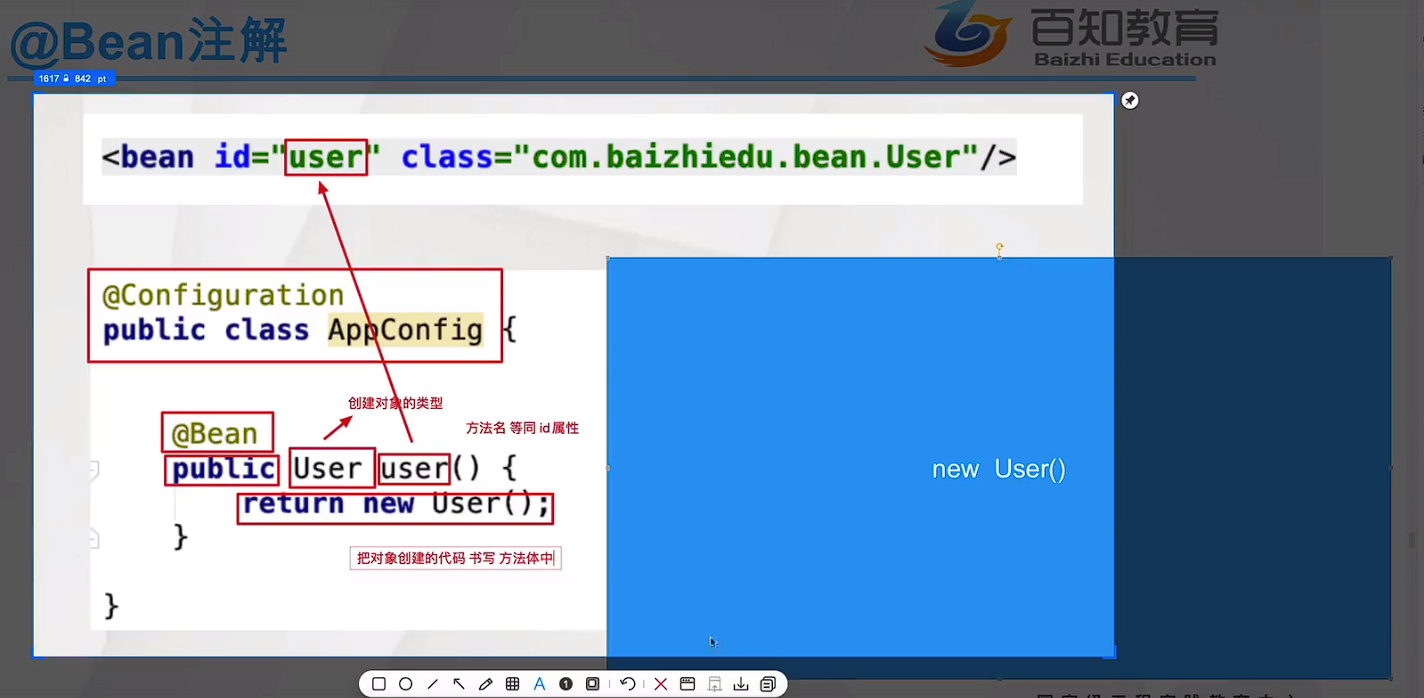 @Bean注解
百知教育
Baizhi Education
1617 842 pt
<bean id="user" class="com.baizhiedu.bean.User"/>
@Configuration
public class AppConfig {
创建对象的类型
方法名 等同 id属性
@Bean
public User user() {
return new User();
}
把对象创建的代码 书写 方法体中
}
new User()
A
1